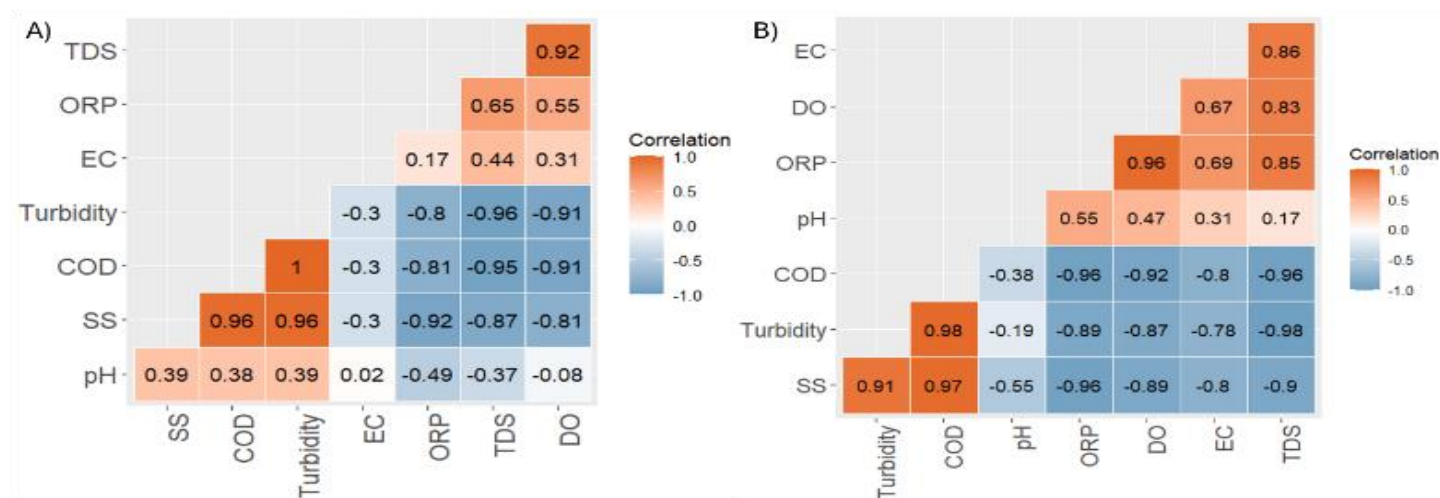 A)
TDS
0.92
ORP
0.65 0.55
EC
0.17 0.44 0.31
Turbidity
-0.3 -0.8 -0.96 -0.91
COD
1 -0.3 -0.81 -0.95 -0.91
SS
0.96 0.96 -0.3 -0.92 -0.87 -0.81
pH
0.39 0.38 0.39 0.02 -0.49 -0.37 -0.08
SS
COD
Turbidity
EC
ORP
TDS
DO
Correlation
1.0
0.5
0.0
-0.5
-1.0
B)
EC
0.86
DO
0.67 0.83
ORP
0.96 0.69 0.85
pH
0.55 0.47 0.31 0.17
COD
-0.38 -0.96 -0.92 -0.8 -0.96
Turbidity
0.98 -0.19 -0.89 -0.87 -0.78 -0.98
SS
0.91 0.97 -0.55 -0.96 -0.89 -0.8 -0.9
Turbidity
COD
pH
ORP
DO
EC
TDS
Correlation
1.0
0.5
0.0
-0.5
-1.0